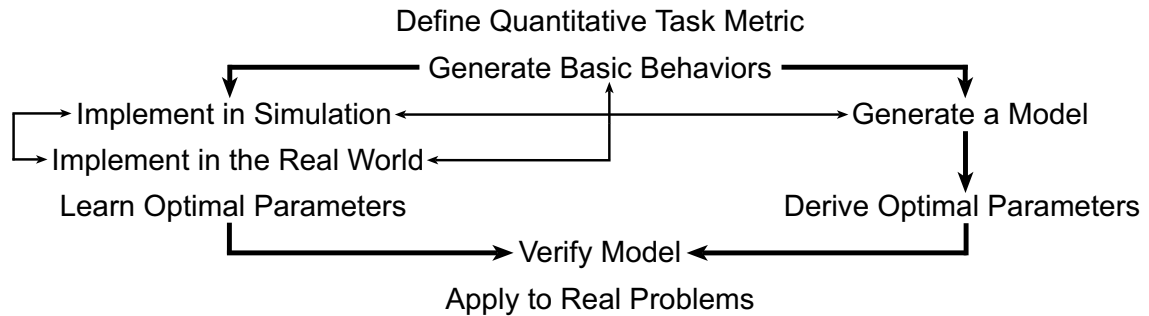 Define Quantitative Task Metric
Generate Basic Behaviors
Implement in Simulation
Generate a Model
Implement in the Real World
Learn Optimal Parameters
Derive Optimal Parameters
Verify Model
Apply to Real Problems